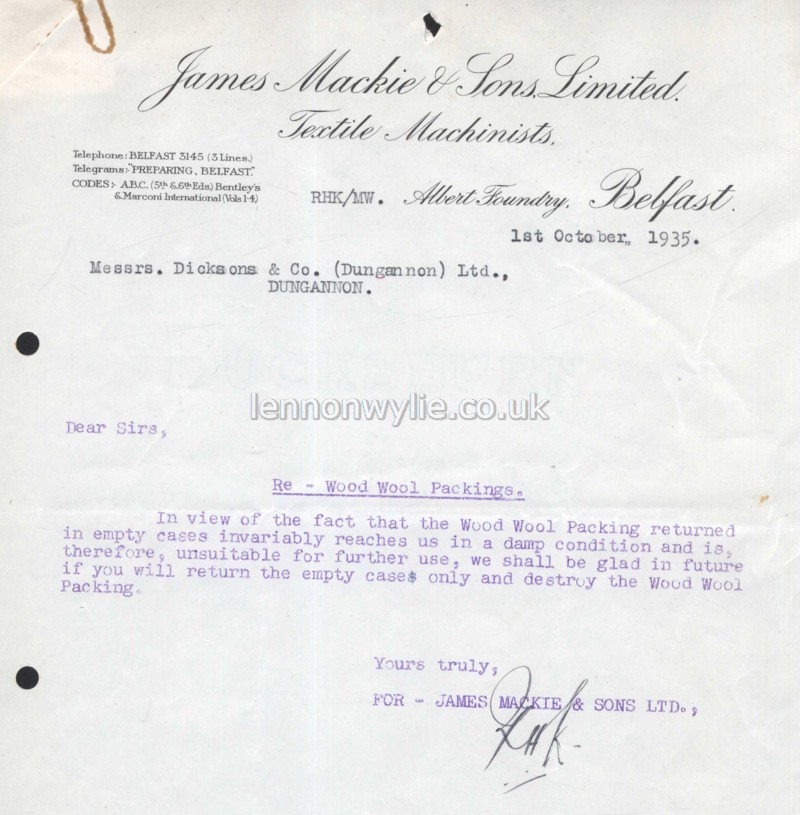 James Mackie & Sons, Limited.
Textile Machinists,
Telephone: BELFAST 3145 (3 Lines.)
Telegrams:- "PREPARING, BELFAST."
CODES:- A.B.C. (5th & 6th Eds.) Bentley's
& Marconi International (Vols 1-4)
RHK/MW. Albert Foundry, Belfast.
1st October, 1935.
Messrs. Dicksons & Co. (Dungannon) Ltd.,
DUNGANNON.
lennonwylie.co.uk
Dear Sirs,
Re - Wood Wool Packings.
In view of the fact that the Wood Wool Packing returned
in empty cases invariably reaches us in a damp condition and is,
therefore, unsuitable for further use, we shall be glad in future
if you will return the empty cases only and destroy the Wood Wool
Packing.
Yours truly,
FOR - JAMES MACKIE & SONS LTD.,
RHK.